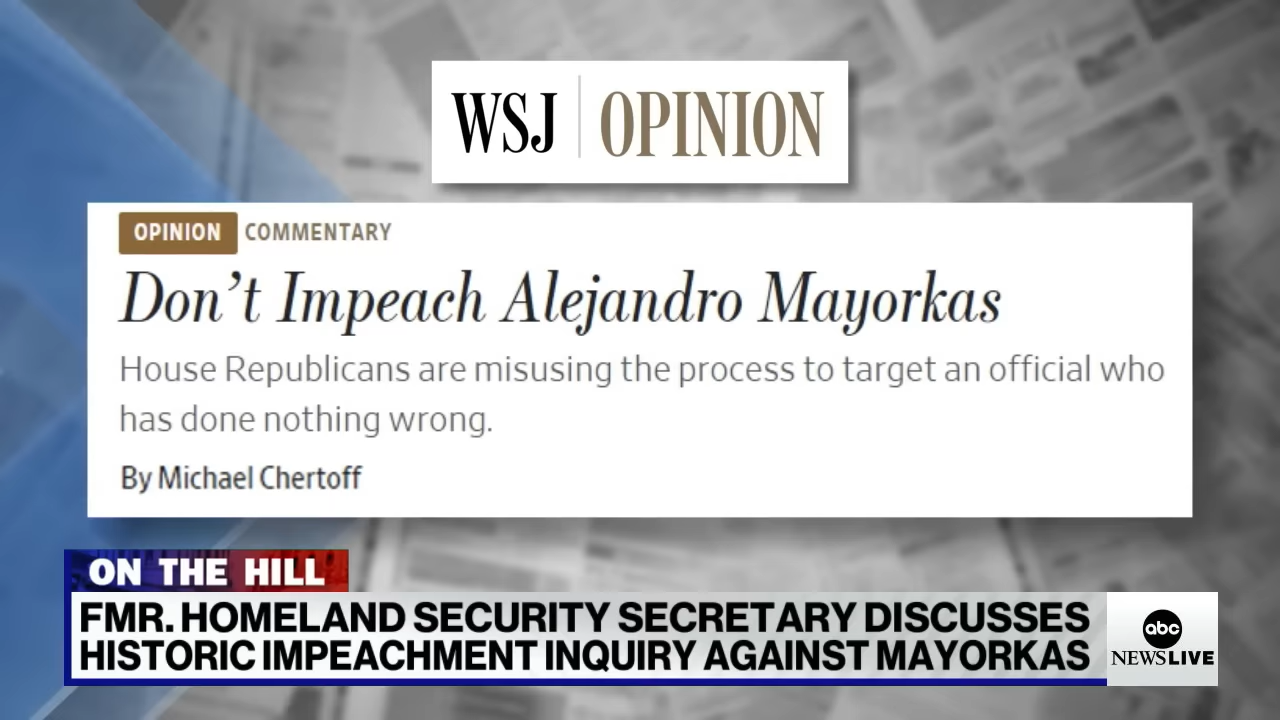 WSJ | OPINION
OPINION COMMENTARY
Don't Impeach Alejandro Mayorkas
House Republicans are misusing the process to target an official who
has done nothing wrong.
By Michael Chertoff
ON THE HILL
FMR. HOMELAND SECURITY SECRETARY DISCUSSES
HISTORIC IMPEACHMENT INQUIRY AGAINST MAYORKAS
abc
NEWS LIVE